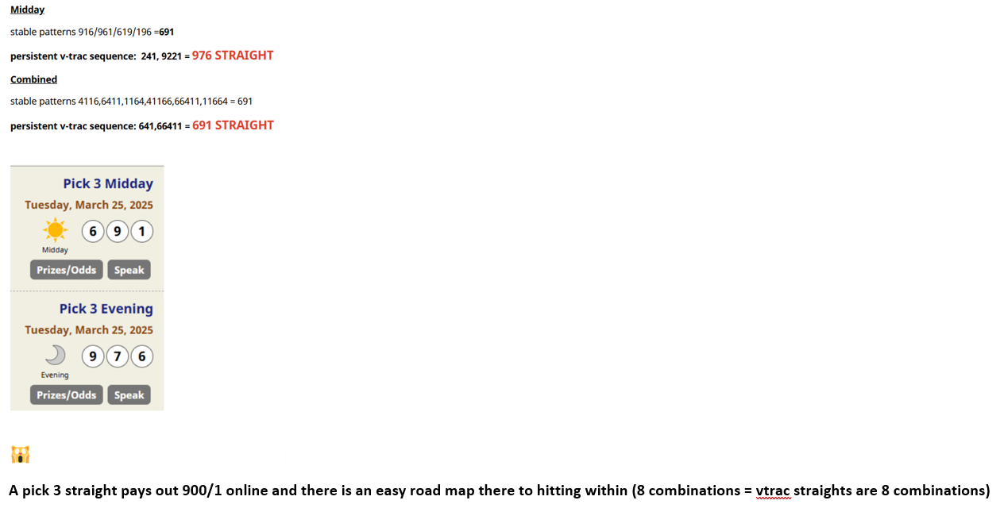 Midday
stable patterns 916/961/619/196 =691
persistent v-trac sequence: 241, 9221 = 976 STRAIGHT
Combined
stable patterns 4116,6411,1164,41166,66411,11664 = 691
persistent v-trac sequence: 641,66411 = 691 STRAIGHT
Pick 3 Midday
Tuesday, March 25, 2025
6 9 1
Midday
Prizes/Odds Speak
Pick 3 Evening
Tuesday, March 25, 2025
9 7 6
Evening
Prizes/Odds Speak
A pick 3 straight pays out 900/1 online and there is an easy road map there to hitting within (8 combinations = vtrac straights are 8 combinations)